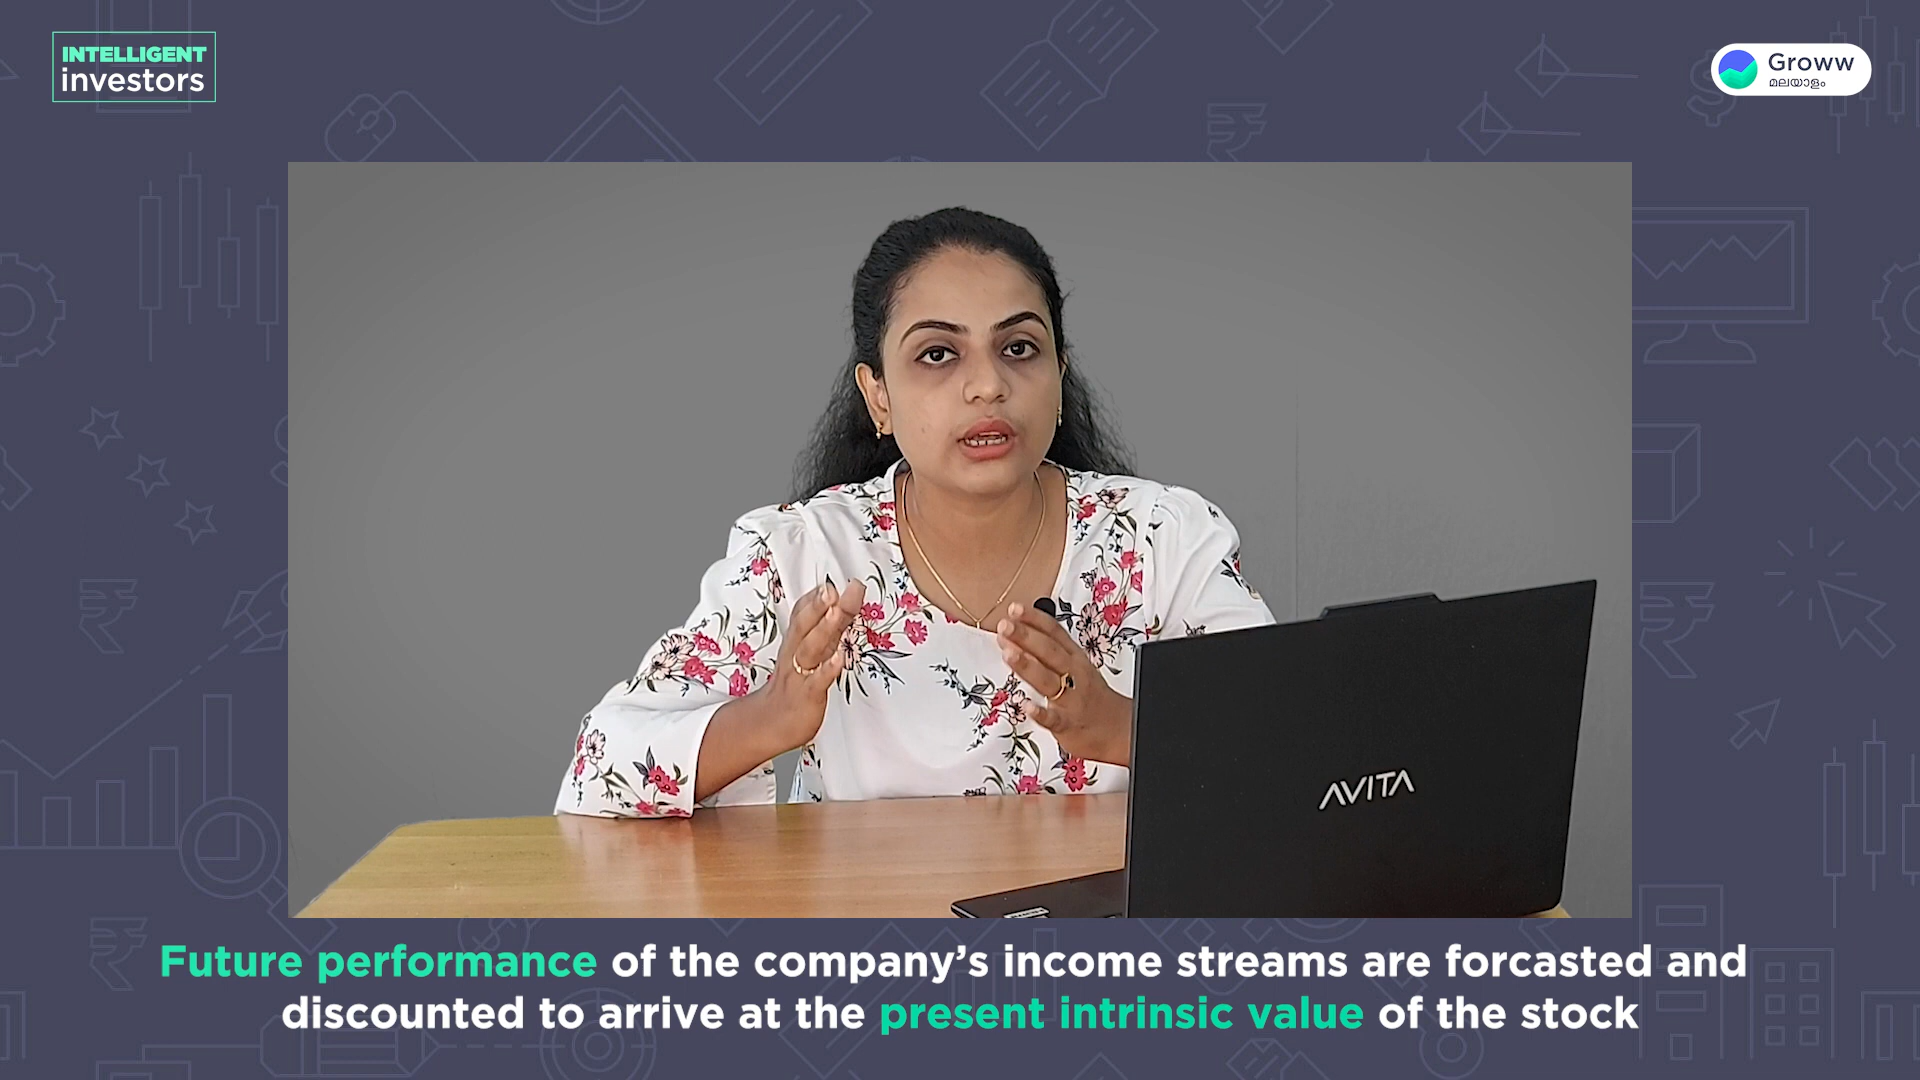 INTELLIGENT
investors
Groww
മലയാളം
AVITA
Future performance of the company’s income streams are forcasted and
discounted to arrive at the present intrinsic value of the stock